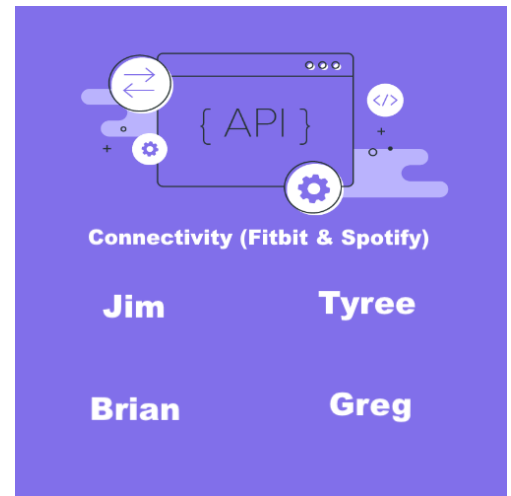 </>
{ API }
Connectivity (Fitbit & Spotify)
Jim Tyree
Brian Greg